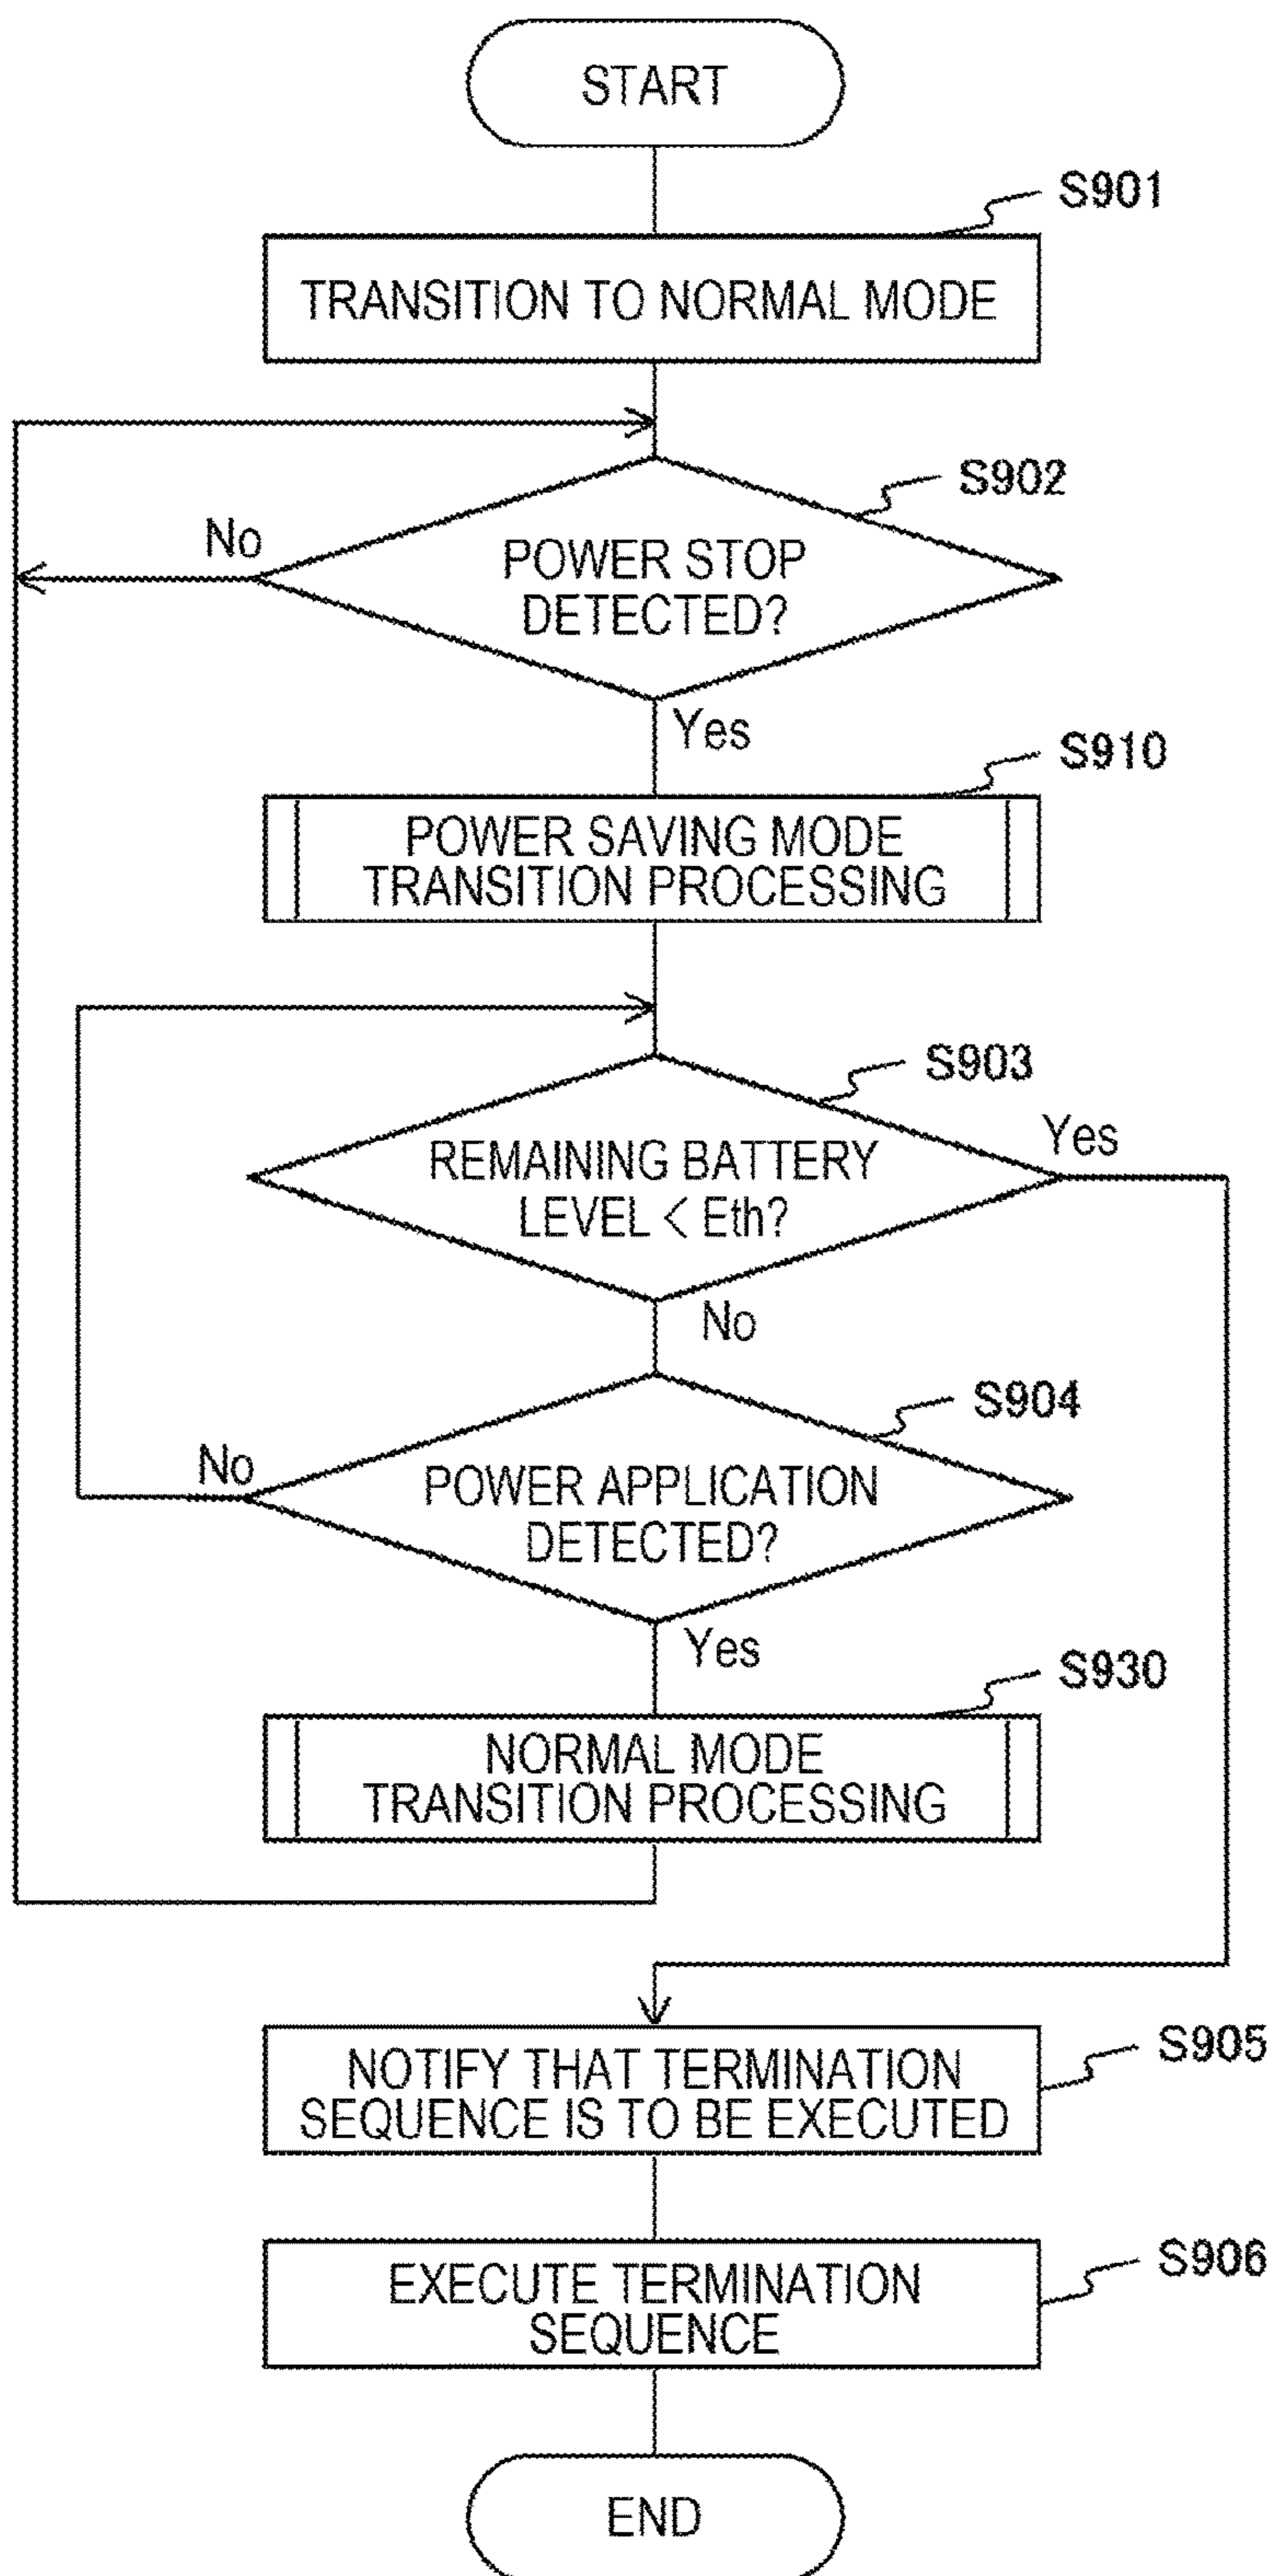 START
S901
TRANSITION TO NORMAL MODE
S902
No
POWER STOP
DETECTED?
Yes
S910
POWER SAVING MODE
TRANSITION PROCESSING
S903
Yes
REMAINING BATTERY
LEVEL < Eth?
No
S904
No
POWER APPLICATION
DETECTED?
Yes
S930
NORMAL MODE
TRANSITION PROCESSING
S905
NOTIFY THAT TERMINATION
SEQUENCE IS TO BE EXECUTED
S906
EXECUTE TERMINATION
SEQUENCE
END